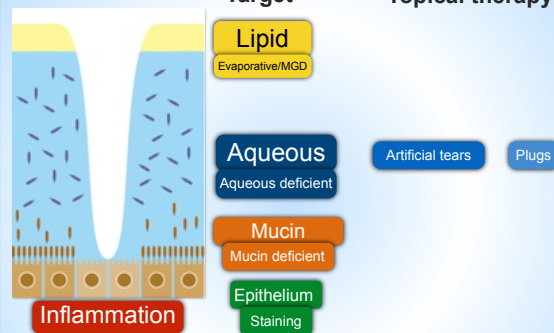 Target
Topical therapy
Lipid
Evaporative/MGD
Aqueous
Aqueous deficient
Artificial tears
Plugs
Mucin
Mucin deficient
Epithelium
Staining
Inflammation